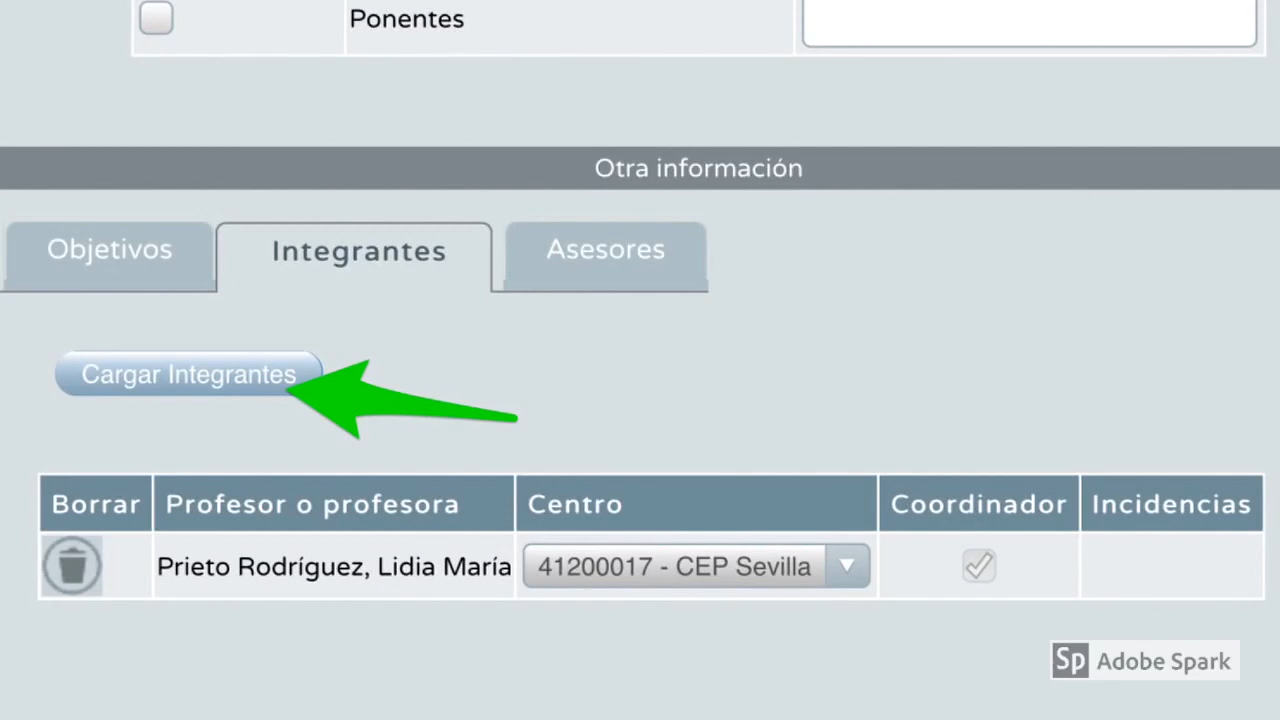 Ponentes
Otra información
Objetivos Integrantes Asesores
Cargar Integrantes
Borrar Profesor o profesora Centro Coordinador Incidencias
Prieto Rodríguez, Lidia María 41200017 - CEP Sevilla
Sp Adobe Spark